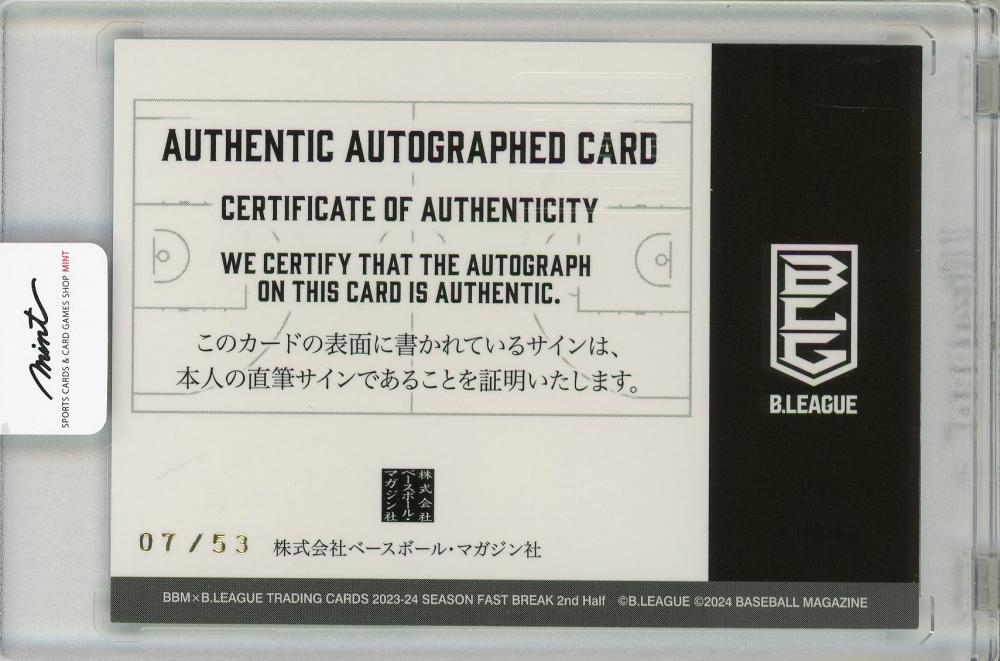 AUTHENTIC AUTOGRAPHED CARD
CERTIFICATE OF AUTHENTICITY
WE CERTIFY THAT THE AUTOGRAPH
ON THIS CARD IS AUTHENTIC.
このカードの表面に書かれているサインは、
本人の直筆サインであることを証明いたします。
株式会社
ベースボール・
マガジン社
07/53
株式会社ベースボール・マガジン社
BBM×B.LEAGUE TRADING CARDS 2023-24 SEASON FAST BREAK 2nd Half ©B.LEAGUE ©2024 BASEBALL MAGAZINE
B.LEAGUE
mint
SPORTS CARDS & CARD GAMES SHOP MINT